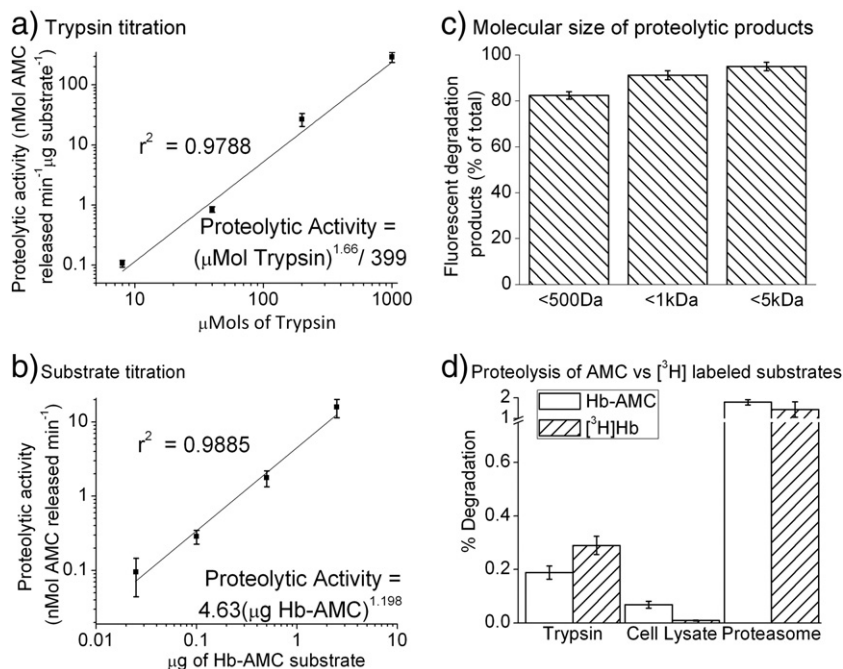 a) Trypsin titration
Proteolytic activity (nMol AMC
released min⁻¹μg substrate⁻¹)
100
10
1
0.1
r² = 0.9788
Proteolytic Activity =
(μMol Trypsin)¹·⁶⁶/ 399
10
100
1000
μMols of Trypsin
b) Substrate titration
Proteolytic activity
(nMol AMC released min⁻¹)
10
1
0.1
r² = 0.9885
Proteolytic Activity =
4.63(μg Hb-AMC)¹·¹⁹⁸
0.01
0.1
1
10
μg of Hb-AMC substrate
c) Molecular size of proteolytic products
Fluorescent degradation
products (% of total)
100
80
60
40
20
0
<500Da
<1kDa
<5kDa
d) Proteolysis of AMC vs [³H] labeled substrates
% Degradation
2
1
0.6
0.4
0.2
0.0
Hb-AMC
[³H]Hb
Trypsin
Cell Lysate
Proteasome